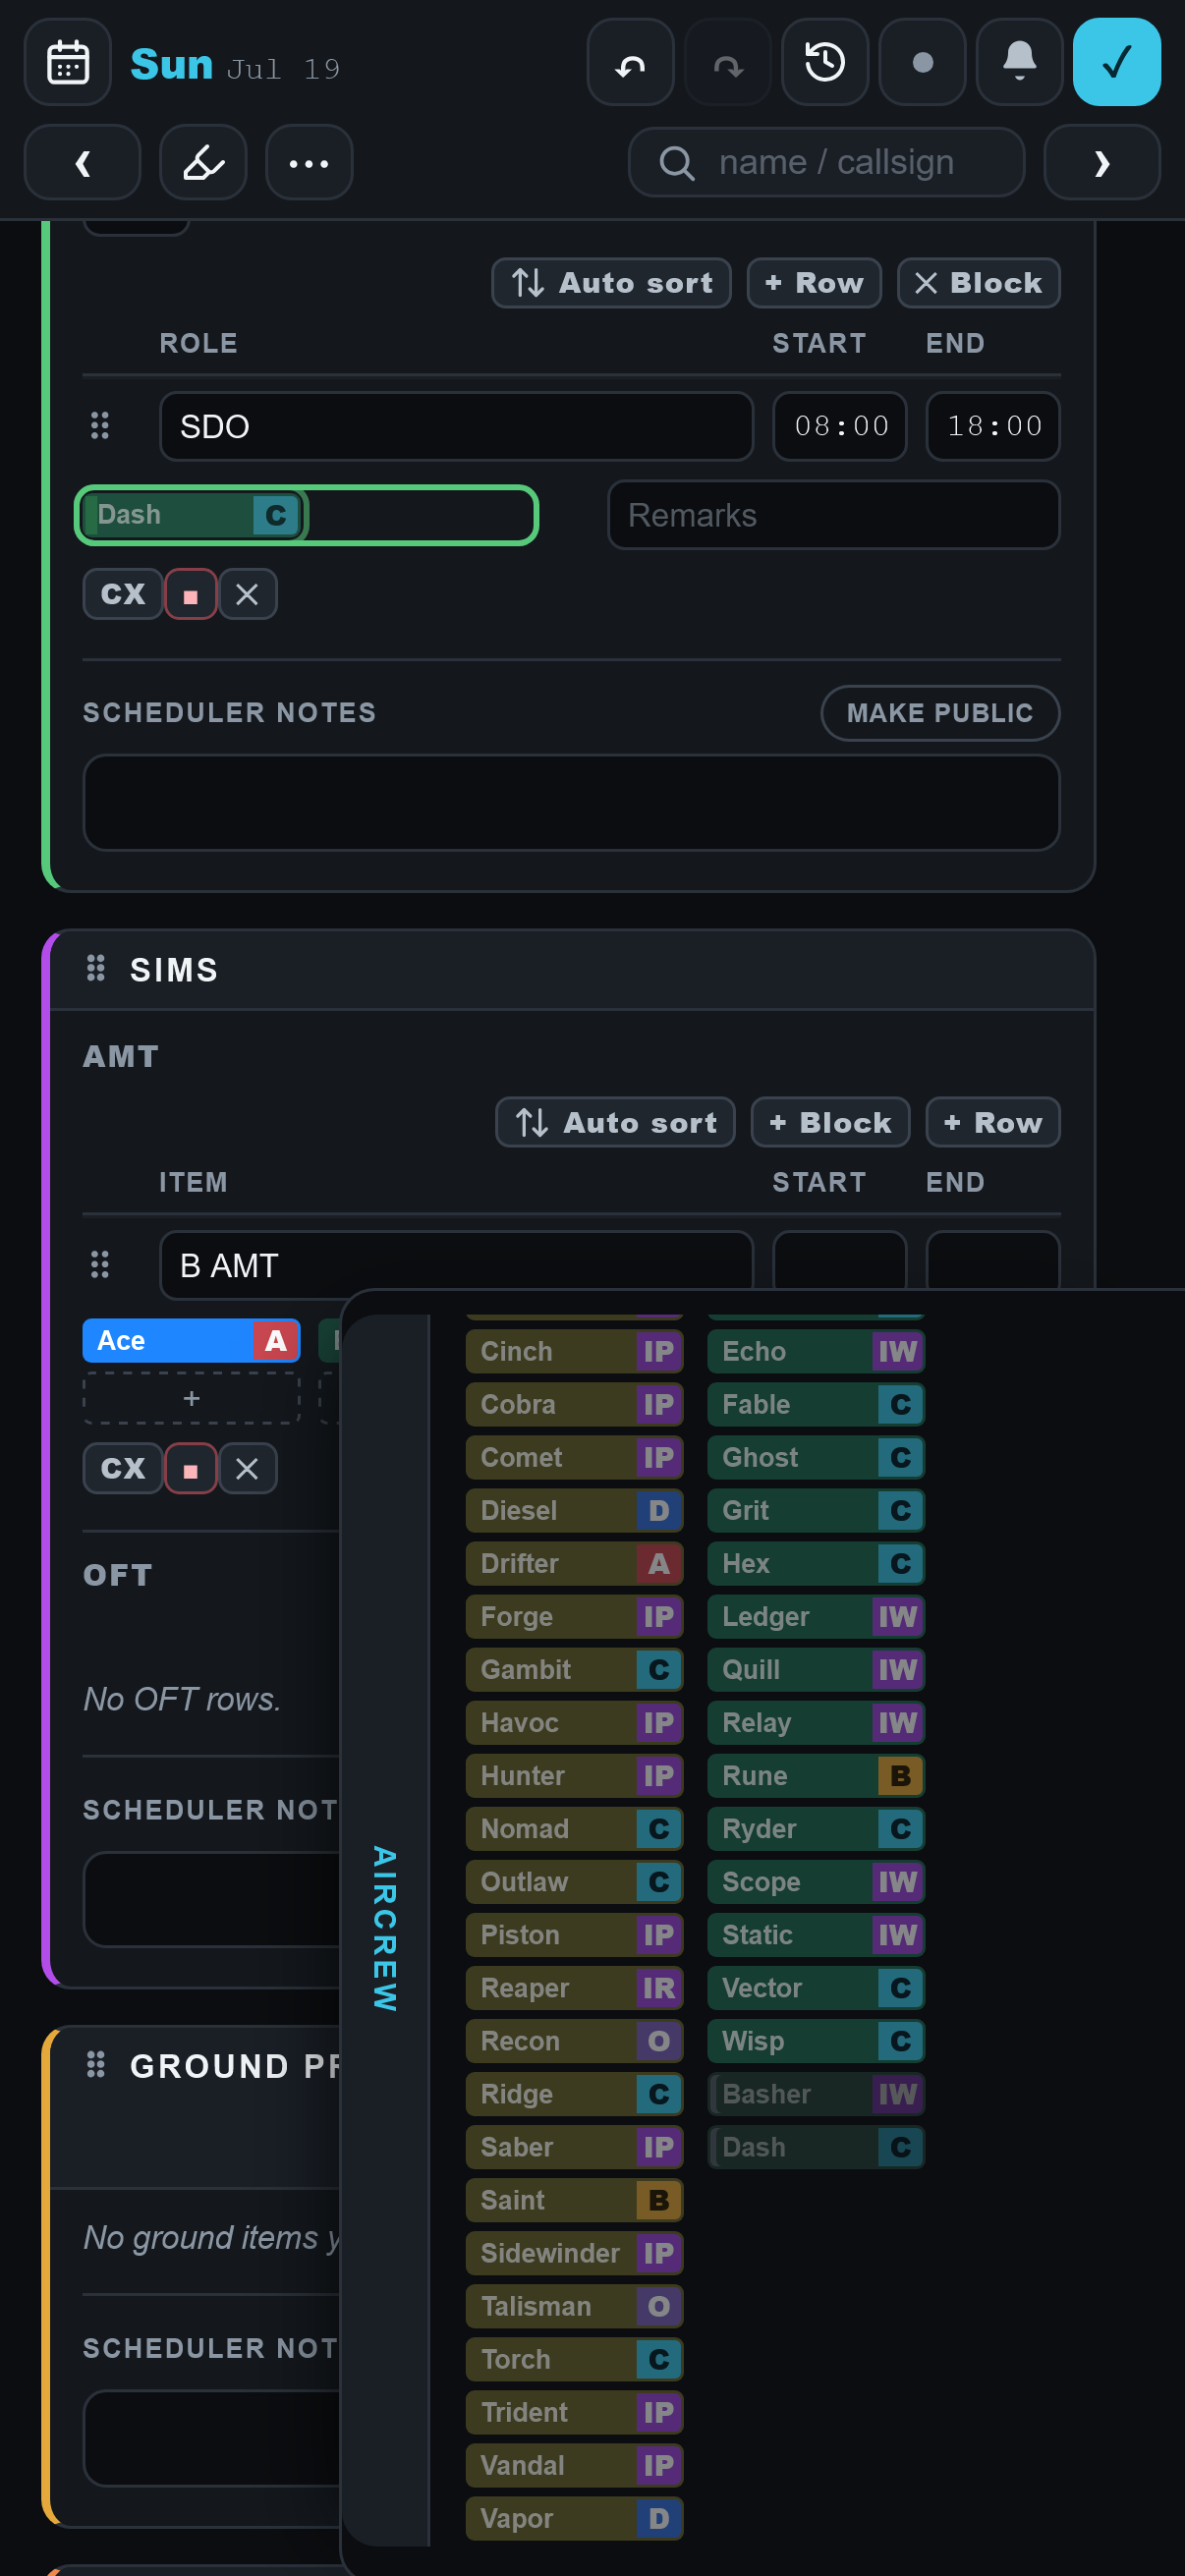 Sun Jul 19
name / callsign
Auto sort + Row × Block
ROLE START END
SDO 08:00 18:00
Dash C Remarks
CX
SCHEDULER NOTES MAKE PUBLIC
SIMS
AMT
Auto sort + Block + Row
ITEM START END
B AMT
Ace A
+
CX
OFT
No OFT rows.
SCHEDULER NOT
GROUND PR
No ground items y
SCHEDULER NOT
AIRCREW
Cinch IP Echo IW
Cobra IP Fable C
Comet IP Ghost C
Diesel D Grit C
Drifter A Hex C
Forge IP Ledger IW
Gambit C Quill IW
Havoc IP Relay IW
Hunter IP Rune B
Nomad C Ryder C
Outlaw C Scope IW
Piston IP Static IW
Reaper IR Vector C
Recon O Wisp C
Ridge C Basher IW
Saber IP Dash C
Saint B
Sidewinder IP
Talisman O
Torch C
Trident IP
Vandal IP
Vapor D